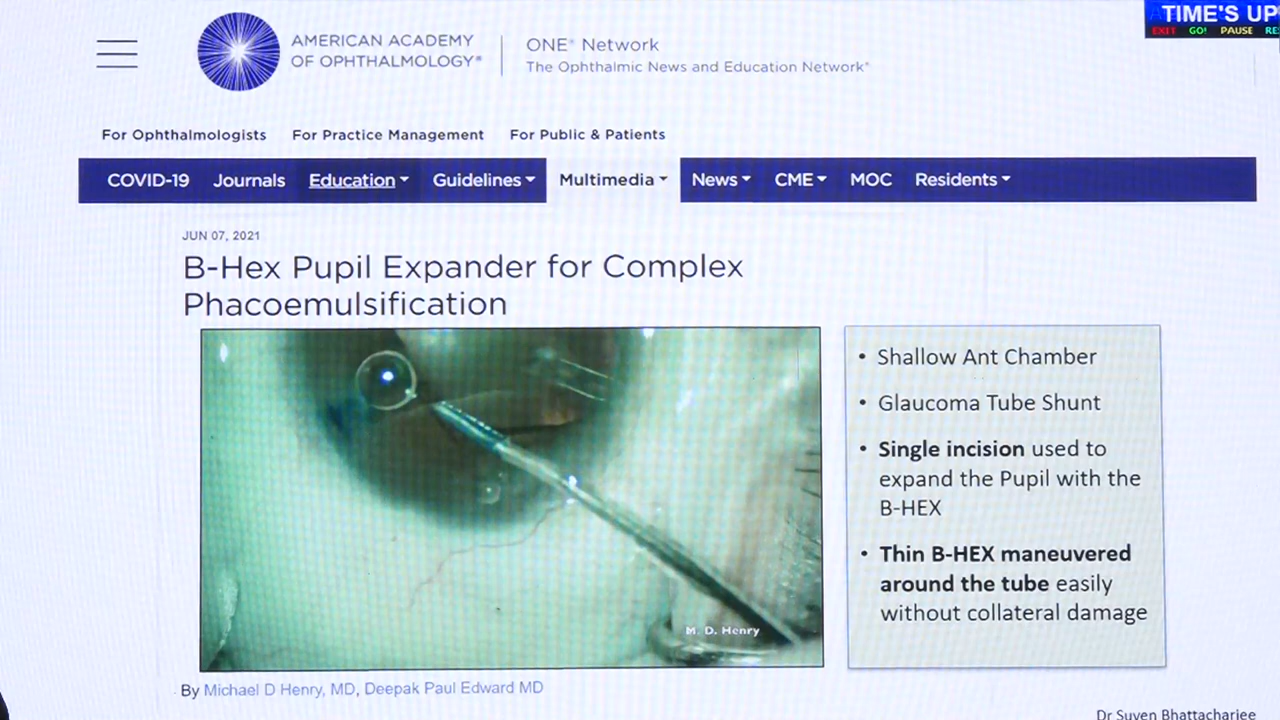 TIME'S UP
EXIT GO! PAUSE RE
AMERICAN ACADEMY
OF OPHTHALMOLOGY®
ONE® Network
The Ophthalmic News and Education Network®
For Ophthalmologists For Practice Management For Public & Patients
COVID-19 Journals Education Guidelines Multimedia News CME MOC Residents
JUN 07, 2021
B-Hex Pupil Expander for Complex
Phacoemulsification
• Shallow Ant Chamber
• Glaucoma Tube Shunt
• Single incision used to
expand the Pupil with the
B-HEX
• Thin B-HEX maneuvered
around the tube easily
without collateral damage
M. D. Henry
By Michael D Henry, MD, Deepak Paul Edward MD
Dr Suven Bhattacharjee